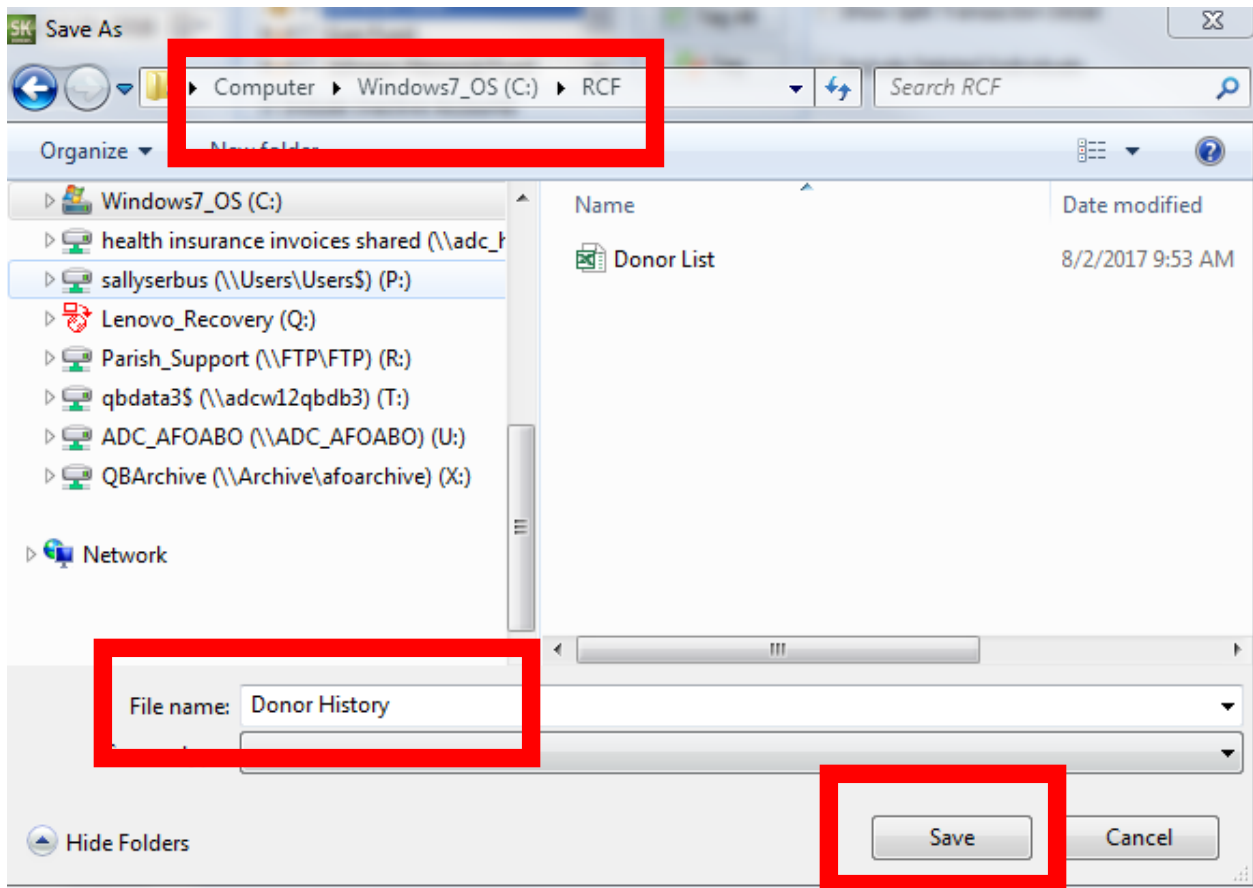 SK Save As
Computer Windows7_OS (C:) RCF Search RCF
Organize New folder
Windows7_OS (C:)
health insurance invoices shared (\\adc_h
sallyserbus (\\Users\Users$) (P:)
Lenovo_Recovery (Q:)
Parish_Support (\\FTP\FTP) (R:)
qbdata3$ (\\adcw12qbdb3) (T:)
ADC_AFOABO (\\ADC_AFOABO) (U:)
QBArchive (\\Archive\afoarchive) (X:)
Network
Name Date modified
Donor List 8/2/2017 9:53 AM
File name: Donor History
Hide Folders Save Cancel